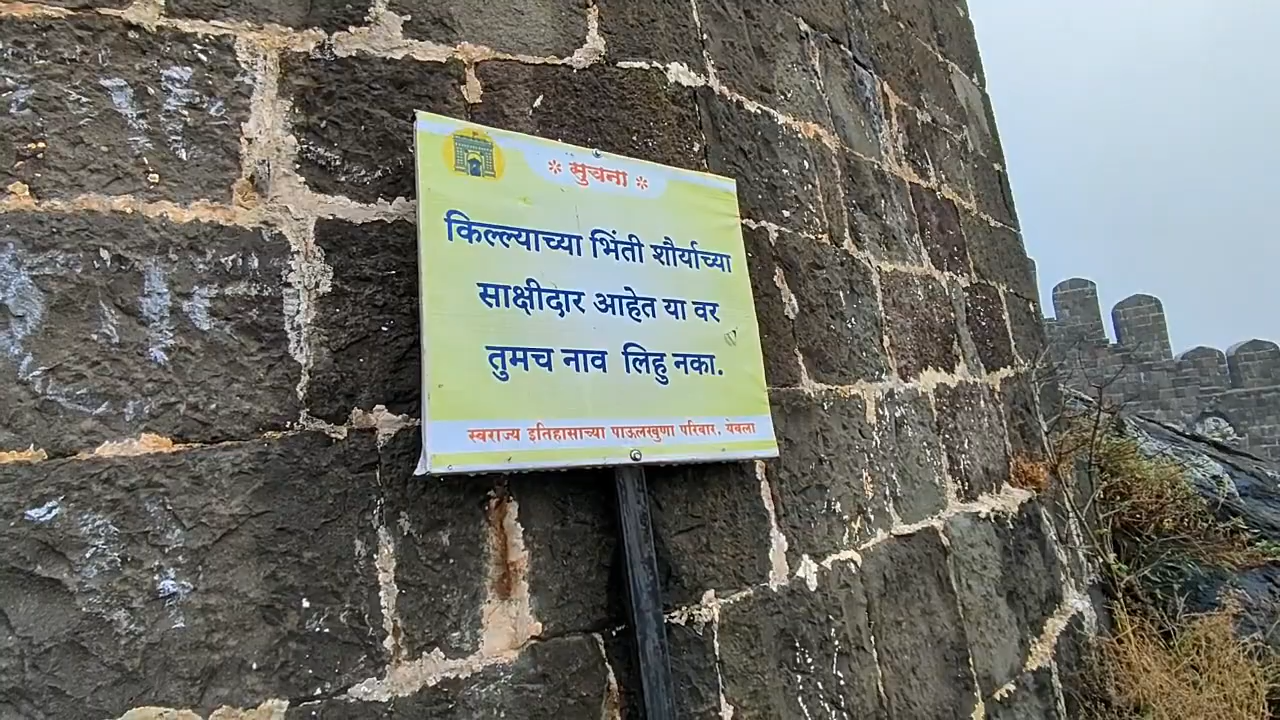 * सुचना *
किल्ल्याच्या भिंती शौर्याच्या
साक्षीदार आहेत या वर
तुमच नाव लिहु नका.
स्वराज्य इतिहासाच्या पाऊलखुणा परिवार, येवला